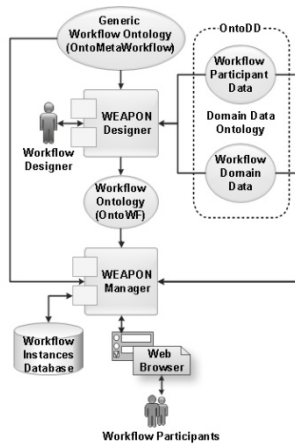 Generic
Workflow Ontology
(OntoMetaWorkflow)
OntoDD
Workflow
Participant
Data
WEAPON
Designer
Domain Data
Ontology
Workflow
Designer
Workflow
Domain
Data
Workflow
Ontology
(OntoWF)
WEAPON
Manager
Workflow
Instances
Database
Web
Browser
Workflow Participants